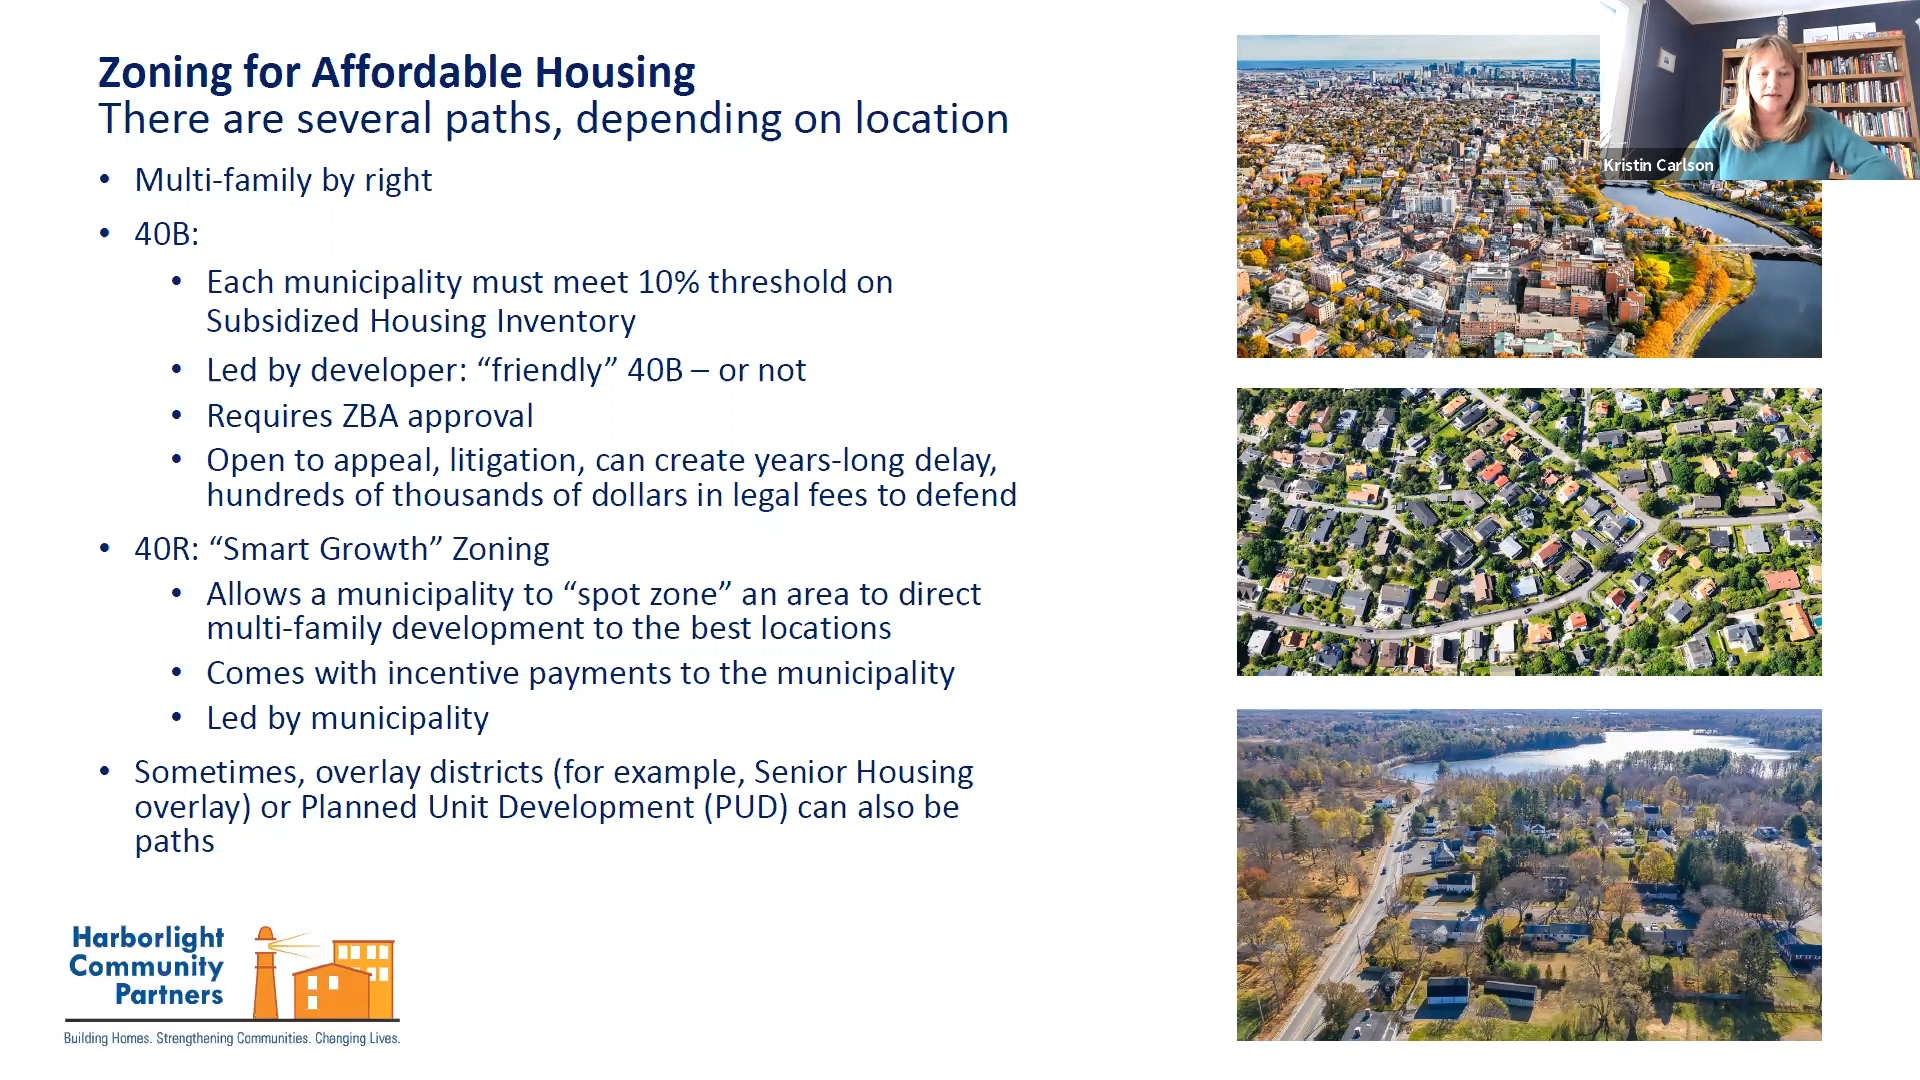 Zoning for Affordable Housing
There are several paths, depending on location
• Multi-family by right
• 40B:
• Each municipality must meet 10% threshold on
Subsidized Housing Inventory
• Led by developer: “friendly” 40B – or not
• Requires ZBA approval
• Open to appeal, litigation, can create years-long delay,
hundreds of thousands of dollars in legal fees to defend
• 40R: “Smart Growth” Zoning
• Allows a municipality to “spot zone” an area to direct
multi-family development to the best locations
• Comes with incentive payments to the municipality
• Led by municipality
• Sometimes, overlay districts (for example, Senior Housing
overlay) or Planned Unit Development (PUD) can also be
paths
Harborlight
Community
Partners
Building Homes. Strengthening Communities. Changing Lives.
Kristin Carlson